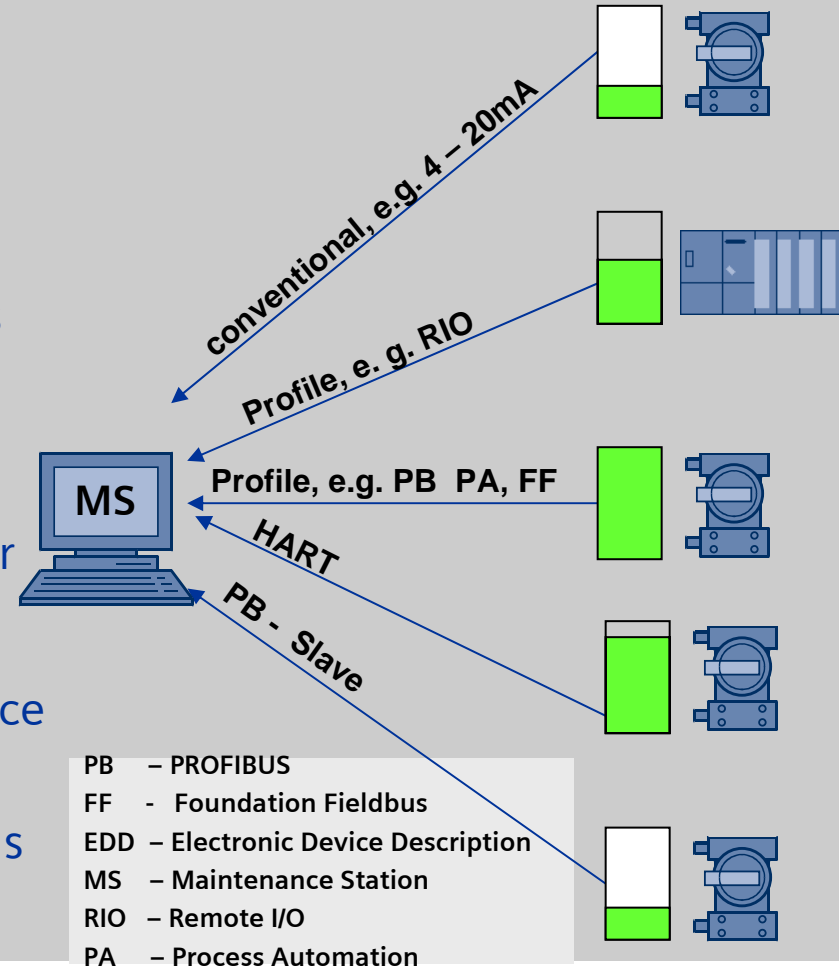 conventional, e.g. 4 – 20mA
Profile, e. g. RIO
MS
Profile, e.g. PB PA, FF
HART
r
PB - Slave
ce
s
PB – PROFIBUS
FF - Foundation Fieldbus
EDD – Electronic Device Description
MS – Maintenance Station
RIO – Remote I/O
PA – Process Automation